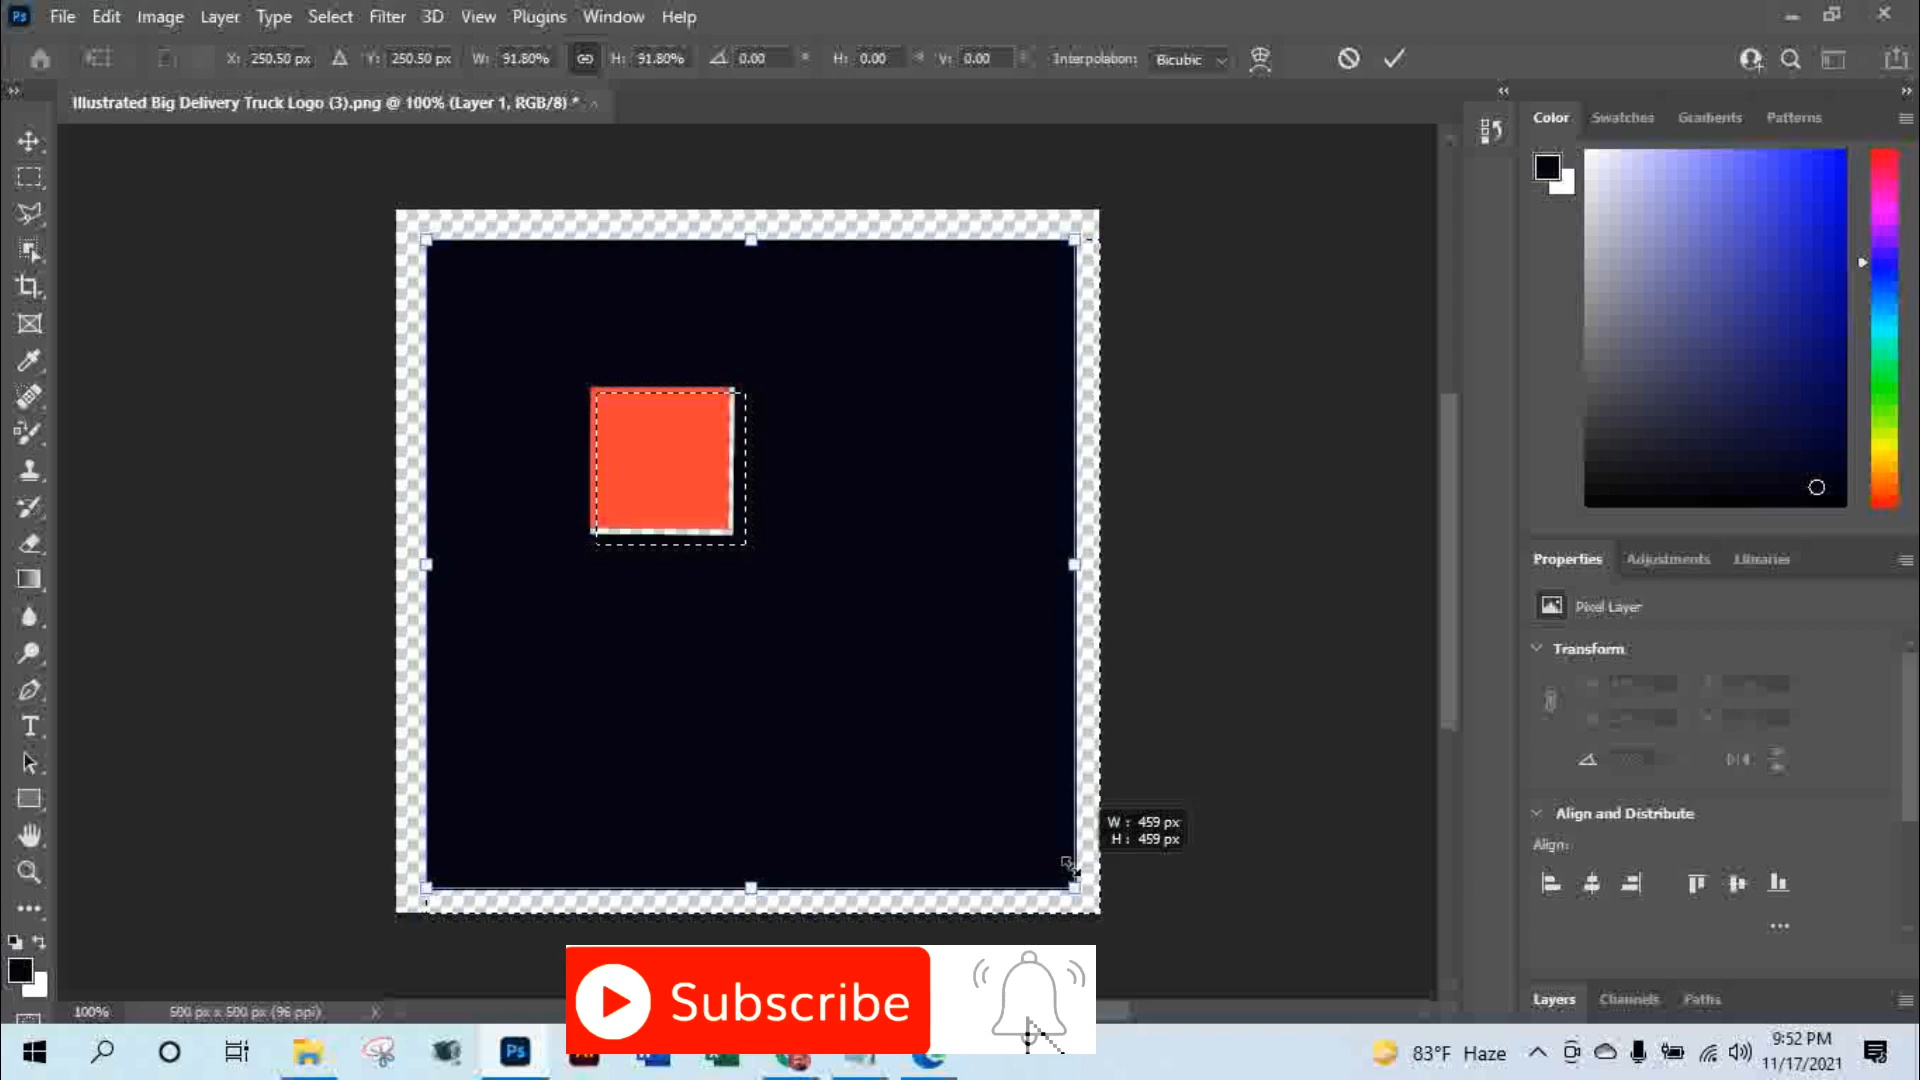 Ps File Edit Image Layer Type Select Filter 3D View Plugins Window Help
X: 250.50 px Y: 250.50 px W: 91.80% H: 91.80% 0.00 ° H: 0.00 V: 0.00 Interpolation: Bicubic
Illustrated Big Delivery Truck Logo (3).png @ 100% (Layer 1, RGB/8) *
Color Swatches Gradients Patterns
Properties Adjustments Libraries
Pixel Layer
Transform
Align and Distribute
Align:
W : 459 px
H : 459 px
100% 500 px x 500 px (96 ppi)
Layers Channels Paths
Subscribe
Ps
83°F Haze
9:52 PM
11/17/2021